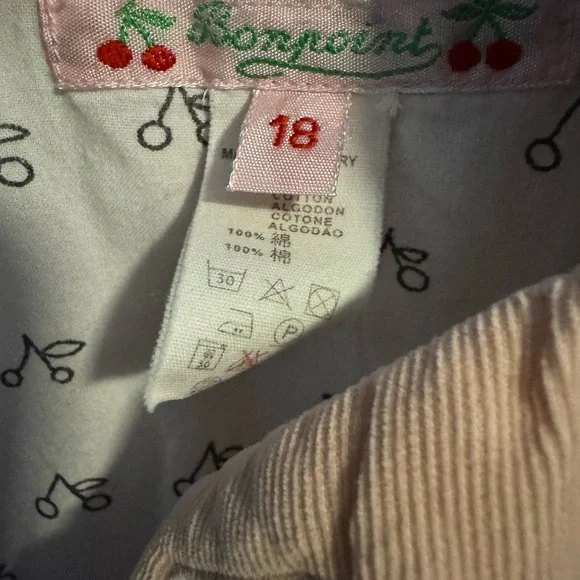 Bonpoint
18
COTTON
ALGODON
COTONE
ALGODAO
100% 綿
100% 棉
30
P